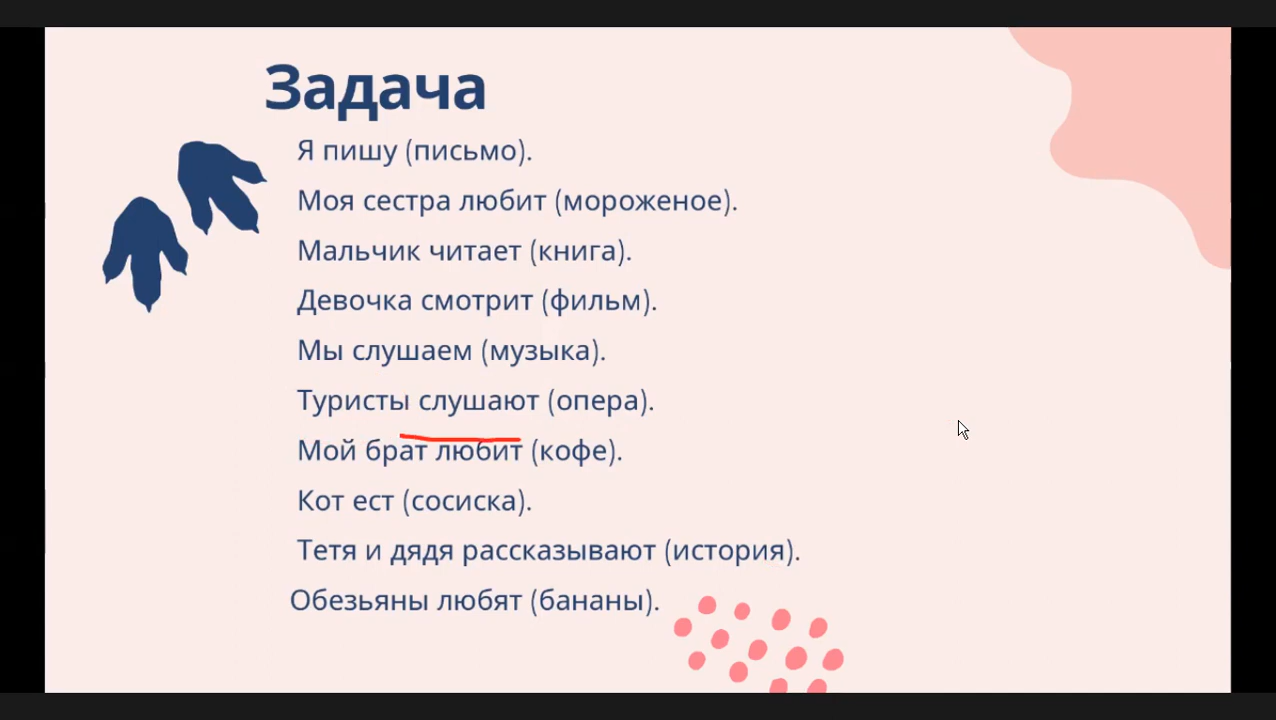 Задача
Я пишу (письмо).
Моя сестра любит (мороженое).
Мальчик читает (книга).
Девочка смотрит (фильм).
Мы слушаем (музыка).
Туристы слушают (опера).
Мой брат любит (кофе).
Кот ест (сосиска).
Тетя и дядя рассказывают (история).
Обезьяны любят (бананы).